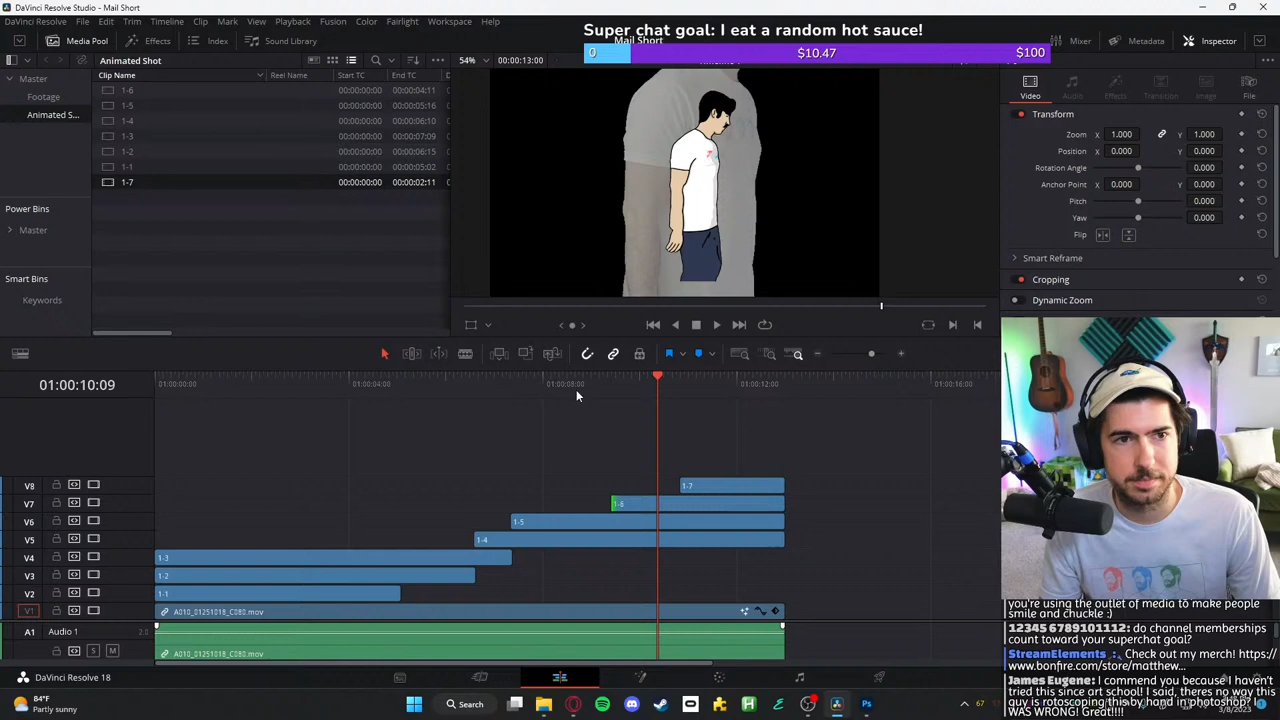 DaVinci Resolve Studio - Mail Short
DaVinci Resolve File Edit Trim Timeline Clip Mark View Playback Fusion Color Fairlight Workspace Help
Super chat goal: I eat a random hot sauce!
0 $10.47 $100
Media Pool Effects Index Sound Library Mail Short Mixer Metadata Inspector
Animated Shot 54% 00:00:13:00
Master
Footage
Animated S...
Power Bins
Master
Smart Bins
Keywords
Clip Name Reel Name Start TC End TC
1-6 00:00:00:00 00:00:04:11
1-5 00:00:00:00 00:00:05:16
1-4 00:00:00:00 00:00:06:10
1-3 00:00:00:00 00:00:07:09
1-2 00:00:00:00 00:00:06:15
1-1 00:00:00:00 00:00:05:02
1-7 00:00:00:00 00:00:02:11
Video Audio Effects Transition Image File
Transform
Zoom X 1.000 Y 1.000
Position X 0.000 Y 0.000
Rotation Angle 0.000
Anchor Point X 0.000 Y 0.000
Pitch 0.000
Yaw 0.000
Flip
Smart Reframe
Cropping
Dynamic Zoom
01:00:10:09
01:00:00:00 01:00:04:00 01:00:08:00 01:00:12:00 01:00:16:00
V8 1-7
V7 1-6
V6 1-5
V5 1-4
V4 1-3
V3 1-2
V2 1-1
V1 A010_01251018_C080.mov
A1 Audio 1 2.0
S M A010_01251018_C080.mov
you're using the outlet of media to make people
smile and chuckle :)
12345 6789101112: do channel memberships
count toward your superchat goal?
StreamElements : Check out my merch! https://
www.bonfire.com/store/matthew...
James Eugene: I commend you because I haven't
tried this since art school! I said, theres no way this
guy is rotoscoping this by hand in photoshop? I
WAS WRONG! Great!!!!
DaVinci Resolve 18
84°F
Partly sunny
Search
67
3/8/2023